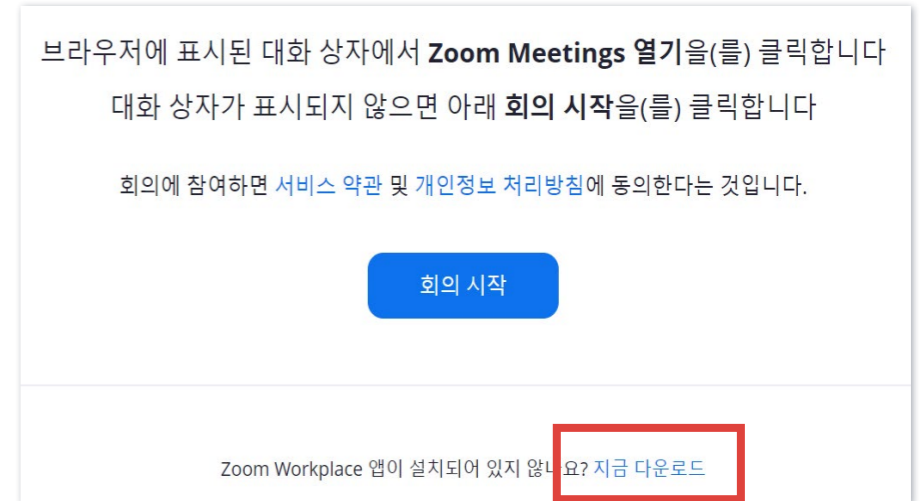 브라우저에 표시된 대화 상자에서 Zoom Meetings 열기을(를) 클릭합니다
대화 상자가 표시되지 않으면 아래 회의 시작을(를) 클릭합니다
회의에 참여하면 서비스 약관 및 개인정보 처리방침에 동의한다는 것입니다.
회의 시작
Zoom Workplace 앱이 설치되어 있지 않나요? 지금 다운로드